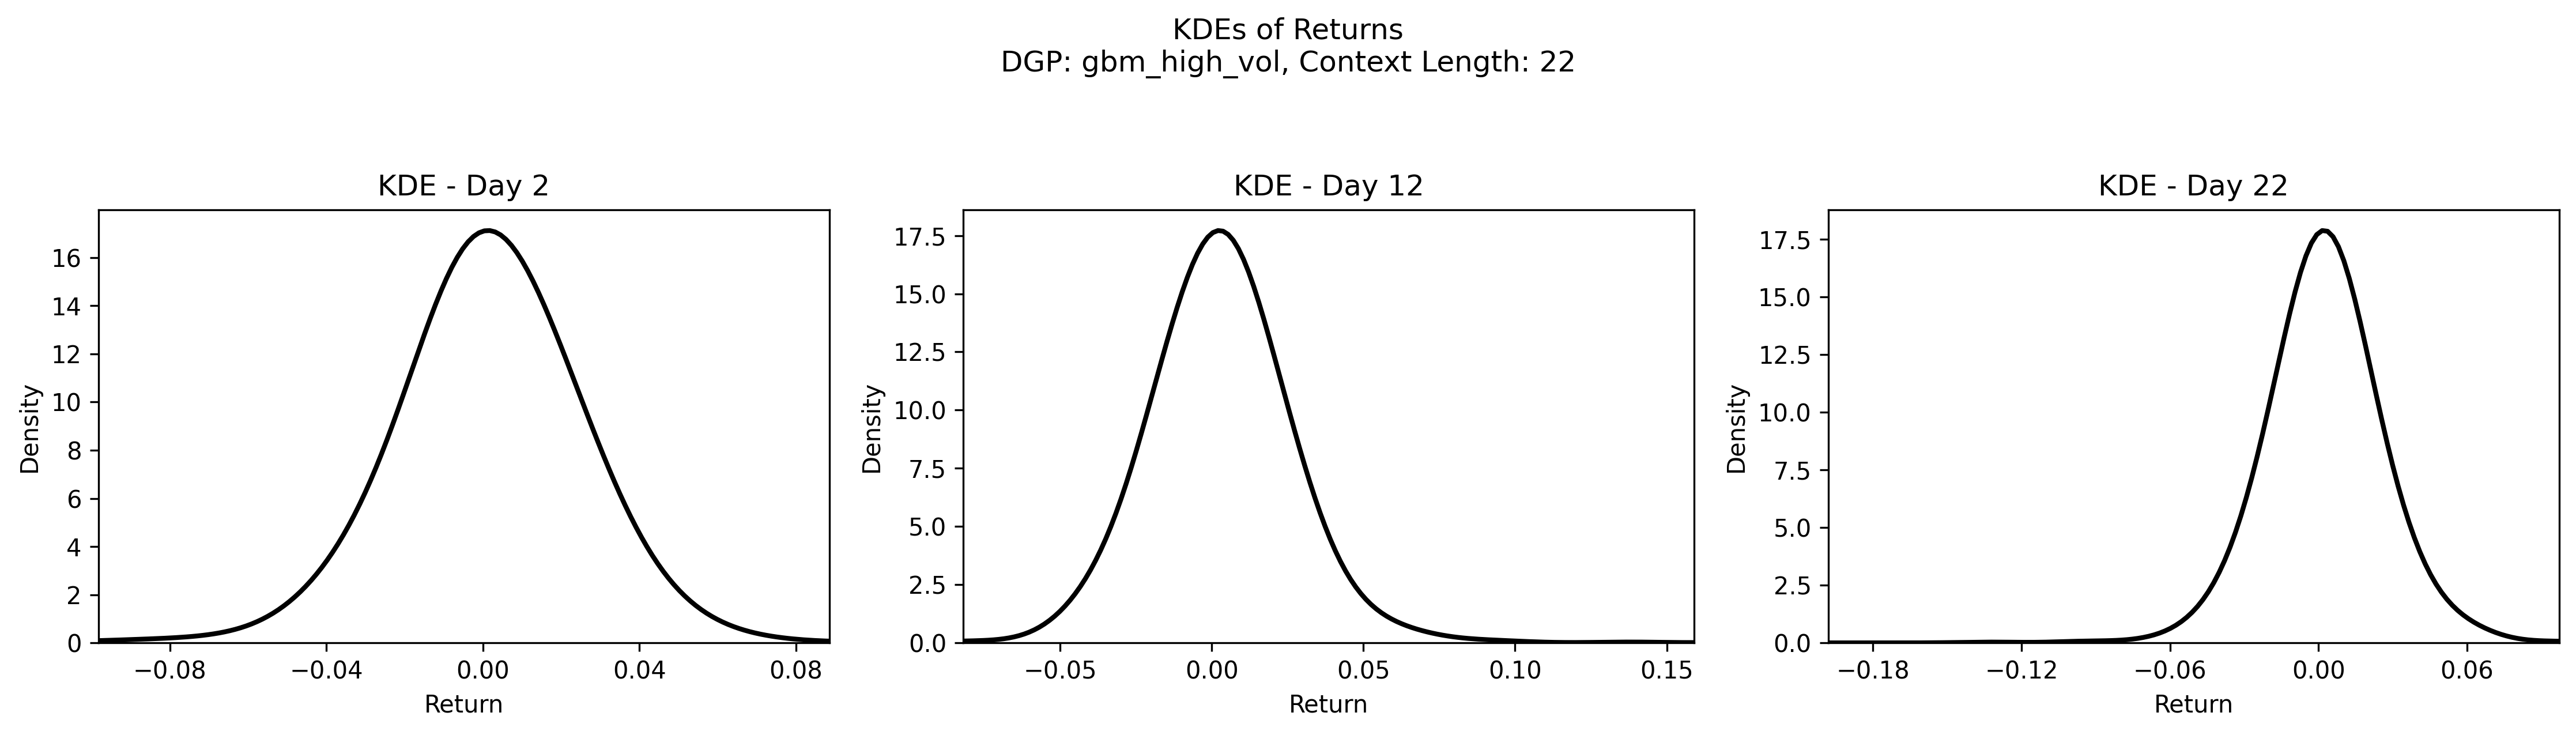 KDEs of Returns
DGP: gbm_high_vol, Context Length: 22
KDE - Day 2
16
14
12
10
8
6
4
2
0
Density
−0.08 −0.04 0.00 0.04 0.08
Return
KDE - Day 12
17.5
15.0
12.5
10.0
7.5
5.0
2.5
0.0
Density
−0.05 0.00 0.05 0.10 0.15
Return
KDE - Day 22
17.5
15.0
12.5
10.0
7.5
5.0
2.5
0.0
Density
−0.18 −0.12 −0.06 0.00 0.06
Return